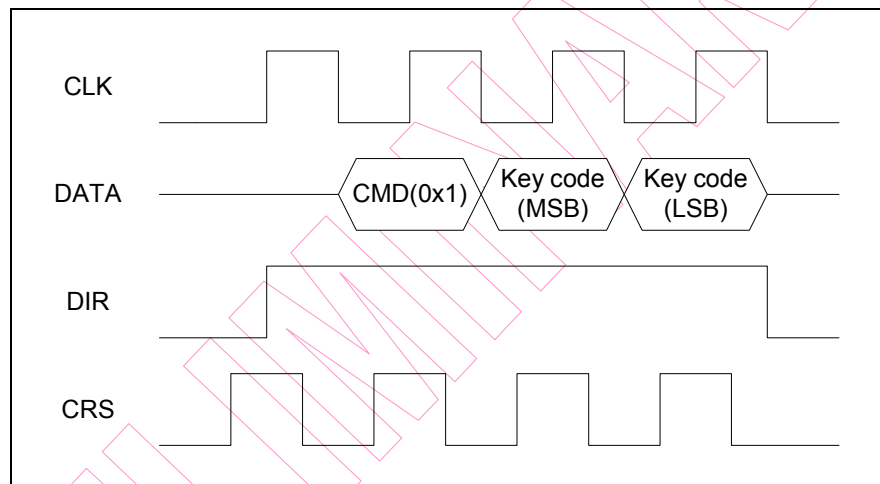 CLK
DATA
CMD(0x1)
Key code
(MSB)
Key code
(LSB)
DIR
CRS